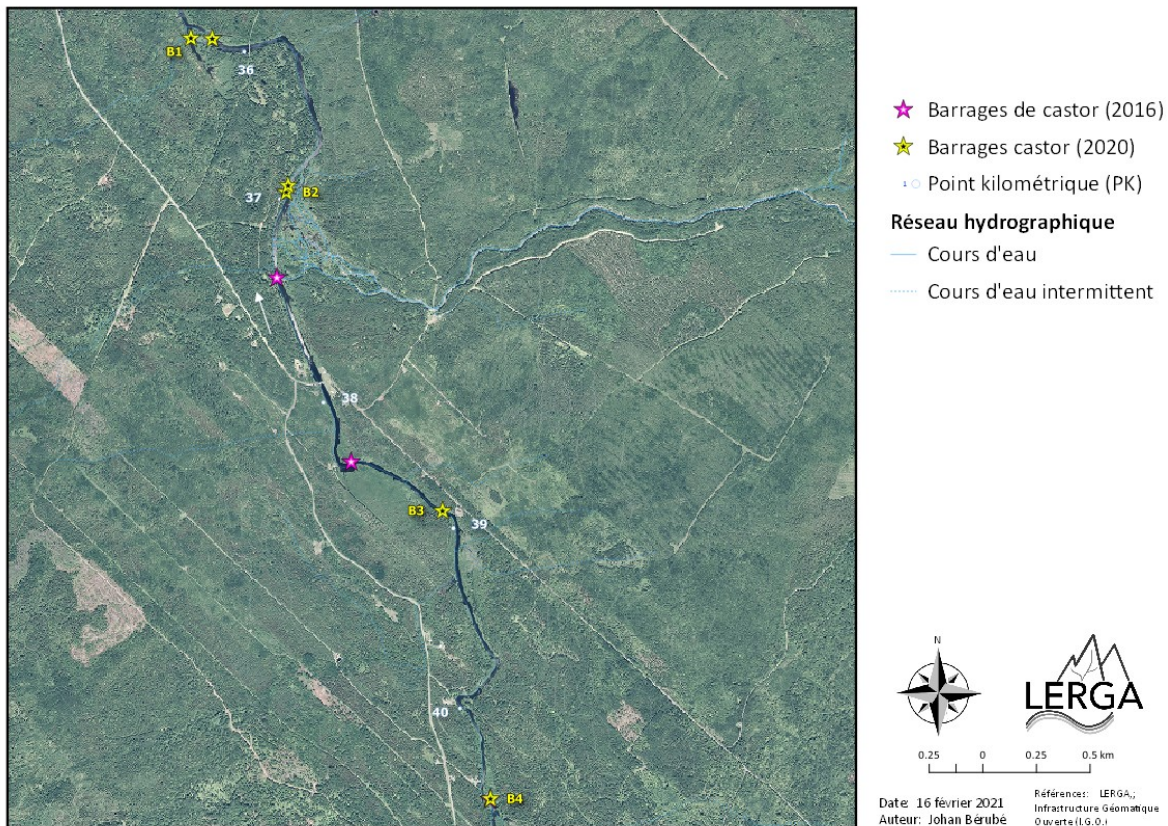 B1
36
37
B2
38
B3
39
40
B4
Barrages de castor (2016)
Barrages castor (2020)
1 Point kilométrique (PK)
Réseau hydrographique
Cours d'eau
Cours d'eau intermittent
N
LERGA
0.25 0 0.25 0.5 km
Date: 16 février 2021
Auteur: Johan Bérubé
Références: LERGA,;
Infrastructure Géomatique
Ouverte (I.G.O.)